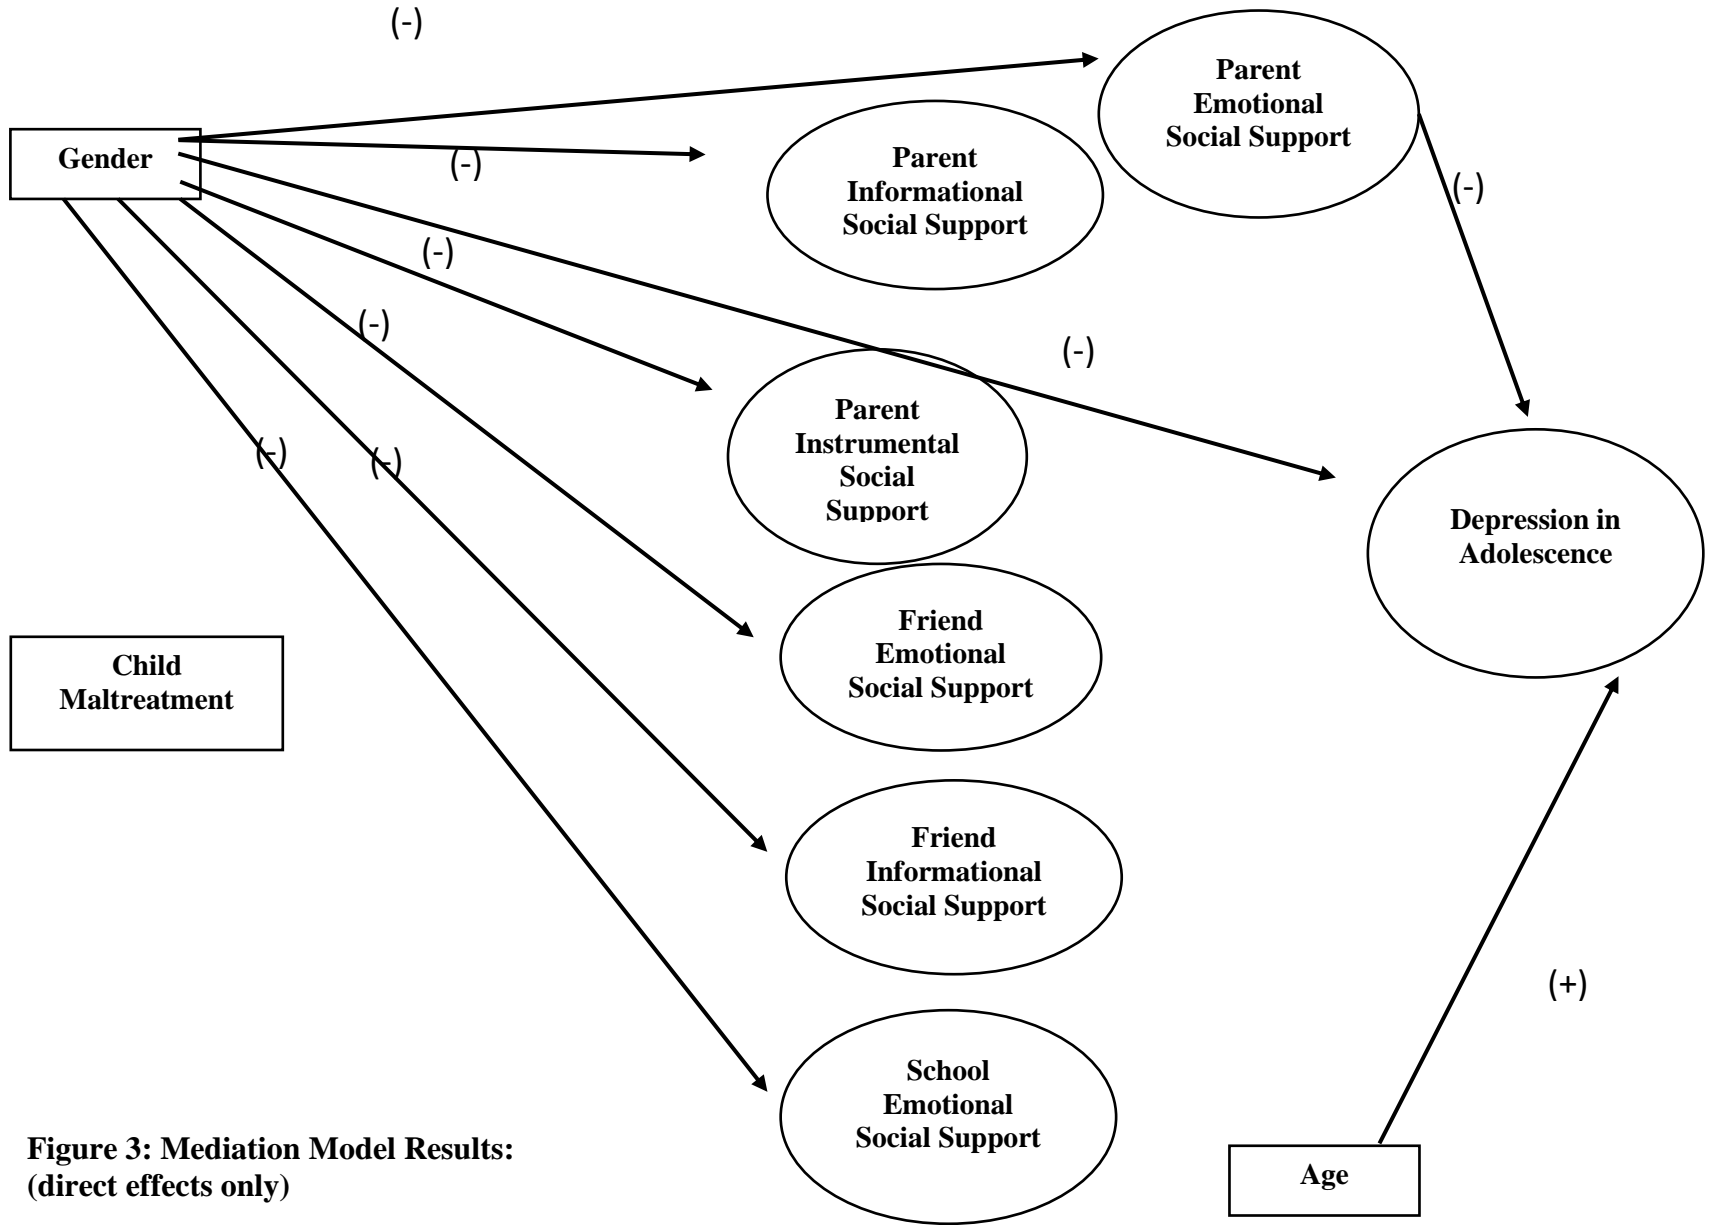 (-)
Parent
Emotional
Social Support
Gender
(-)
Parent
Informational
Social Support
(-)
(-)
(-)
(-)
Parent
Instrumental
Social
Support
(-)
(-)
Depression in
Adolescence
Friend
Emotional
Social Support
Child
Maltreatment
Friend
Informational
Social Support
(+)
School
Emotional
Social Support
Figure 3: Mediation Model Results:
(direct effects only)
Age